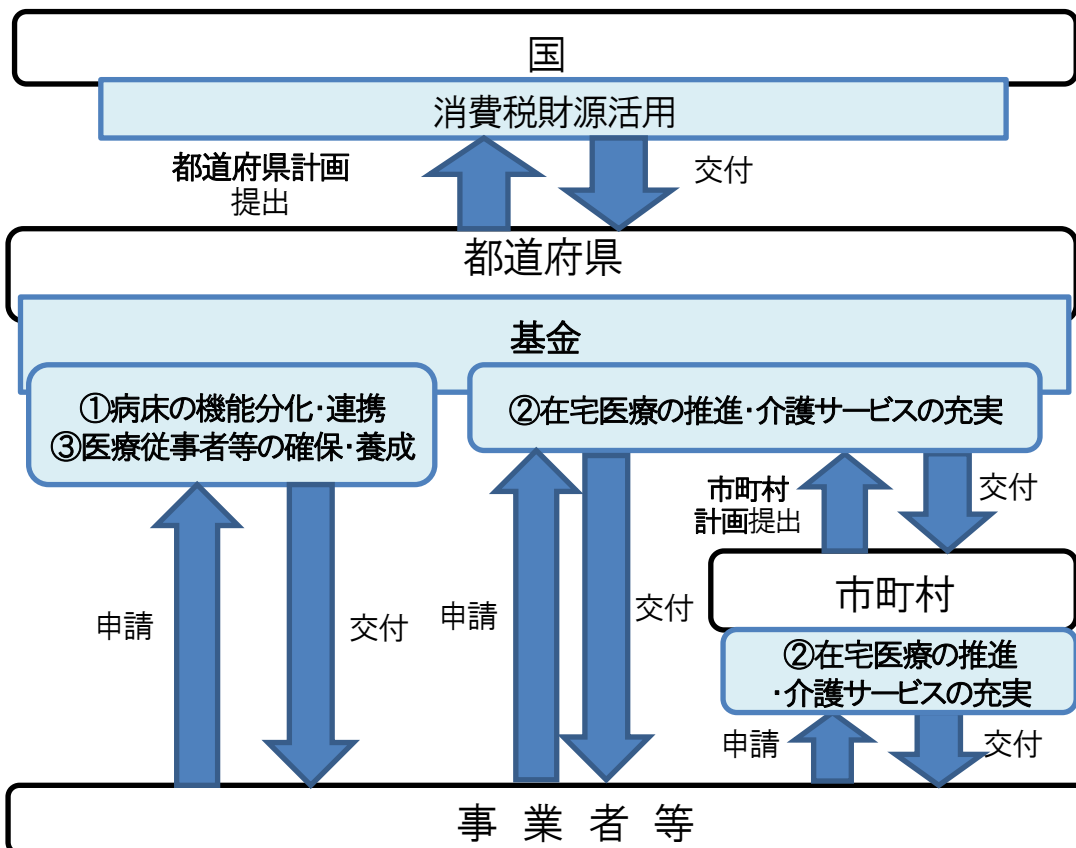 国
消費税財源活用
都道府県計画
提出
交付
都道府県
基金
①病床の機能分化・連携
③医療従事者等の確保・養成
②在宅医療の推進・介護サービスの充実
市町村
計画提出
交付
市町村
申請
交付
申請
交付
②在宅医療の推進
・介護サービスの充実
申請
交付
事業者等